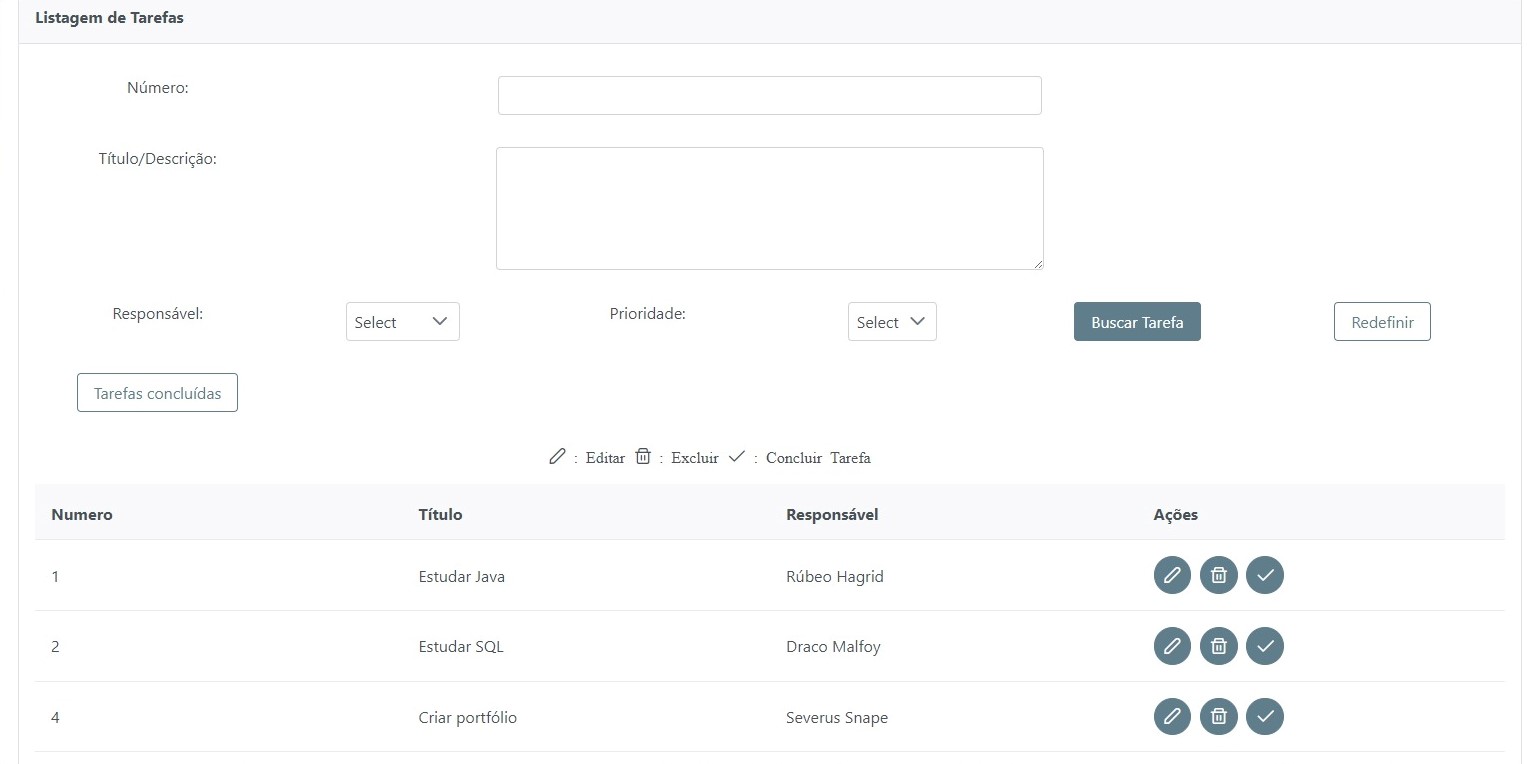 Listagem de Tarefas
Número:
Título/Descrição:
Responsável: Select Prioridade: Select Buscar Tarefa Redefinir
Tarefas concluídas
: Editar : Excluir : Concluir Tarefa
Numero Título Responsável Ações
1 Estudar Java Rúbeo Hagrid
2 Estudar SQL Draco Malfoy
4 Criar portfólio Severus Snape